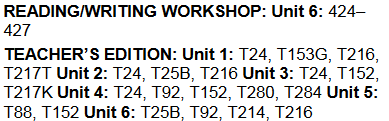 READING/WRITING WORKSHOP: Unit 6: 424–
427
TEACHER'S EDITION: Unit 1: T24, T153G, T216,
T217T Unit 2: T24, T25B, T216 Unit 3: T24, T152,
T217K Unit 4: T24, T92, T152, T280, T284 Unit 5:
T88, T152 Unit 6: T25B, T92, T214, T216